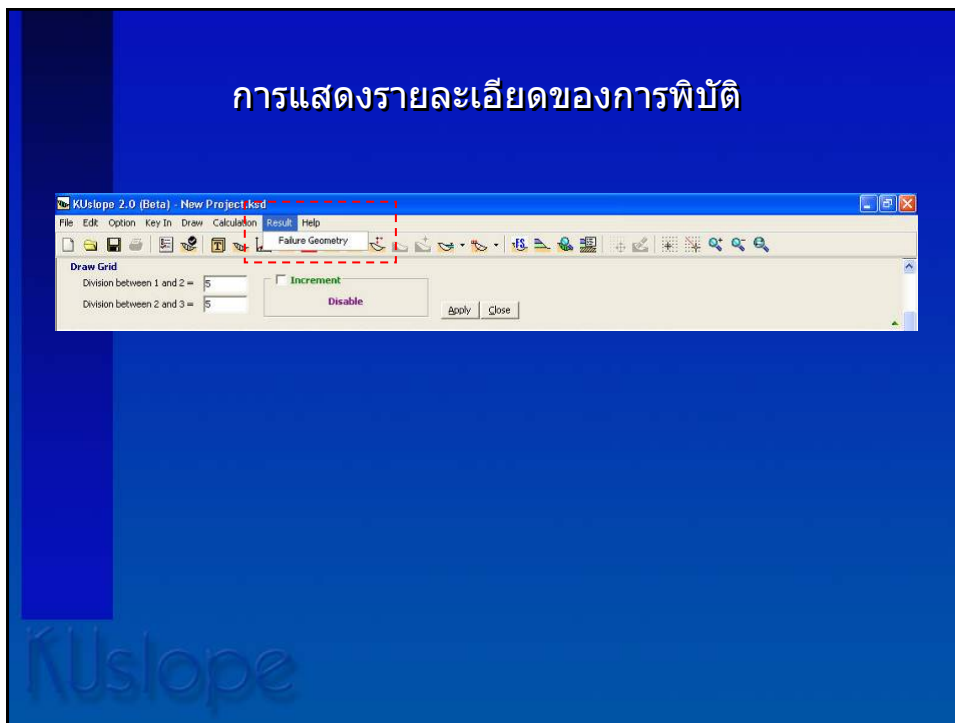 การแสดงรายละเอียดของการพิบัติ
KUslope 2.0 (Beta) - New Project.ksd
File Edit Option Key In Draw Calculation Result Help
Failure Geometry
Draw Grid
Division between 1 and 2 = 5
Increment
Division between 2 and 3 = 5
Disable
Apply Close
KUslope